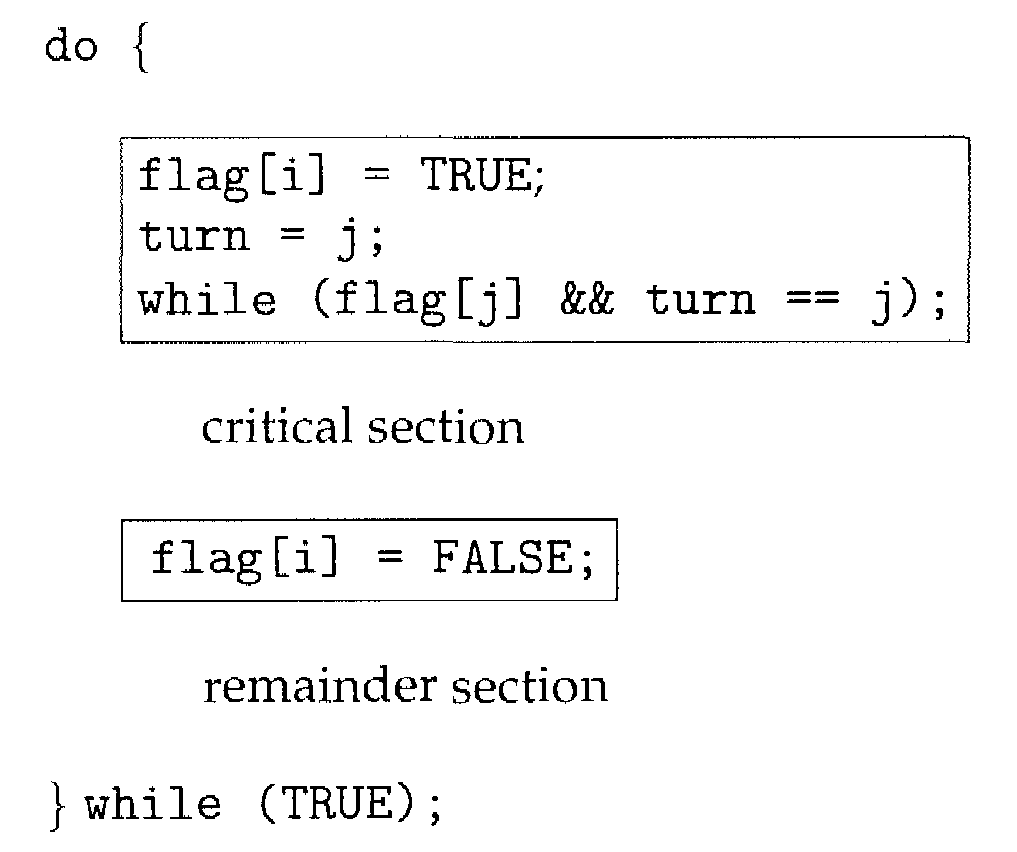 do {
flag[i] = TRUE;
turn = j;
while (flag[j] && turn == j);
critical section
flag[i] = FALSE;
remainder section
} while (TRUE);